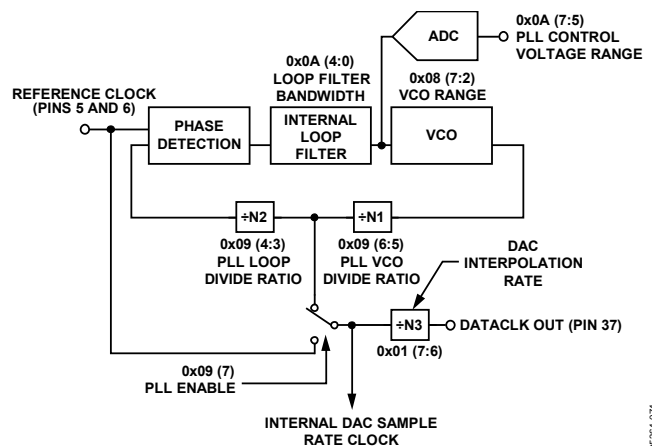 0x0A (7:5)
PLL CONTROL
VOLTAGE RANGE
ADC
0x0A (4:0)
LOOP FILTER
BANDWIDTH
0x08 (7:2)
VCO RANGE
REFERENCE CLOCK
(PINS 5 AND 6)
PHASE
DETECTION
INTERNAL
LOOP
FILTER
VCO
÷N2
÷N1
0x09 (4:3)
PLL LOOP
DIVIDE RATIO
0x09 (6:5)
PLL VCO
DIVIDE RATIO
DAC
INTERPOLATION
RATE
÷N3
DATACLK OUT (PIN 37)
0x01 (7:6)
0x09 (7)
PLL ENABLE
INTERNAL DAC SAMPLE
RATE CLOCK